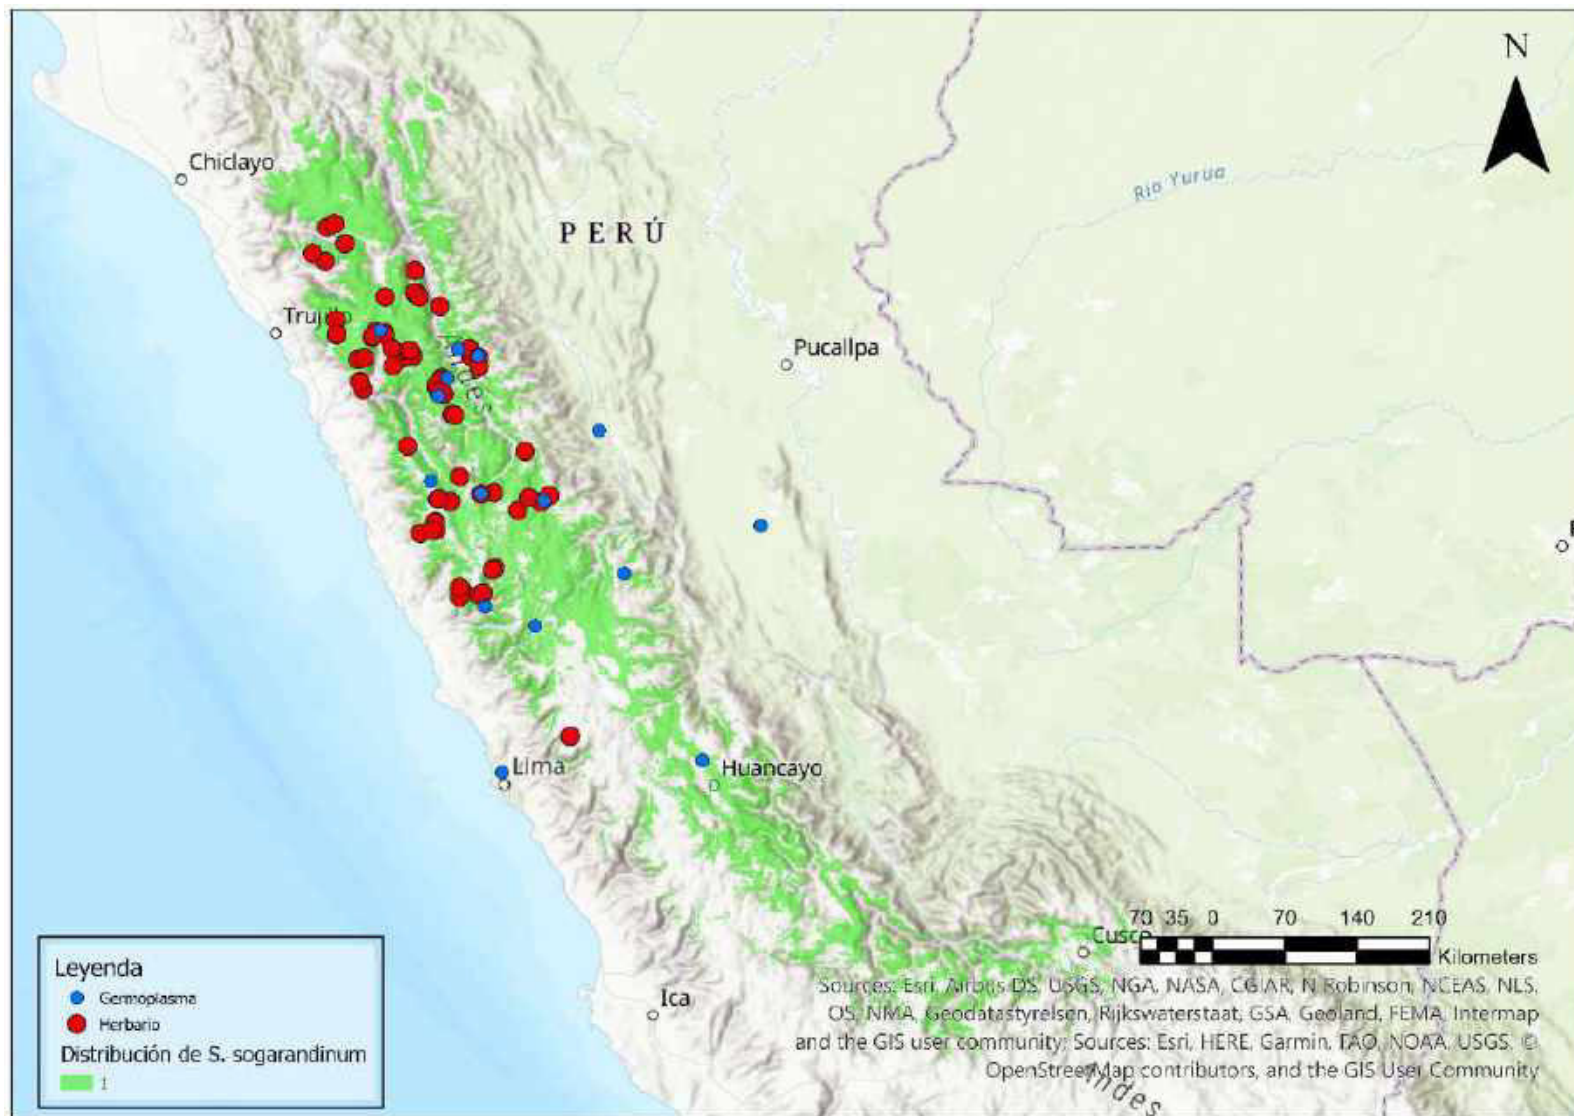 N
Chiclayo
Río Yurua
PERÚ
Trujillo
Pucallpa
Andes
Lima
Huancayo
70 35 0 70 140 210
Kilometers
Cusco
Ica
Leyenda
Germoplasma
Herbario
Distribución de S. sogarandinum
1
Sources: Esri, Airbus DS, USGS, NGA, NASA, CGIAR, N Robinson, NCEAS, NLS,
OS, NMA, Geodatastyrelsen, Rijkswaterstaat, GSA, Geoland, FEMA, Intermap
and the GIS user community; Sources: Esri, HERE, Garmin, FAO, NOAA, USGS, ©
OpenStreetMap contributors, and the GIS User Community
Andes